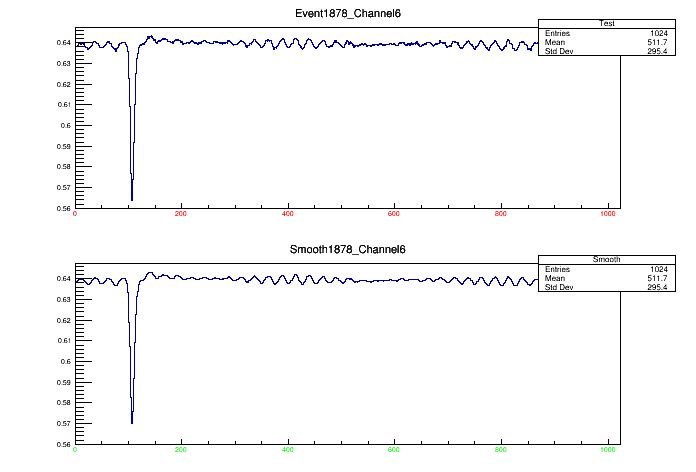 Event1878_Channel6
Test
Entries 1024
Mean 511.7
Std Dev 295.4
0.64
0.63
0.62
0.61
0.6
0.59
0.58
0.57
0.56
0 200 400 600 800 1000
Smooth1878_Channel6
Smooth
Entries 1024
Mean 511.7
Std Dev 295.4
0.64
0.63
0.62
0.61
0.6
0.59
0.58
0.57
0.56
0 200 400 600 800 1000